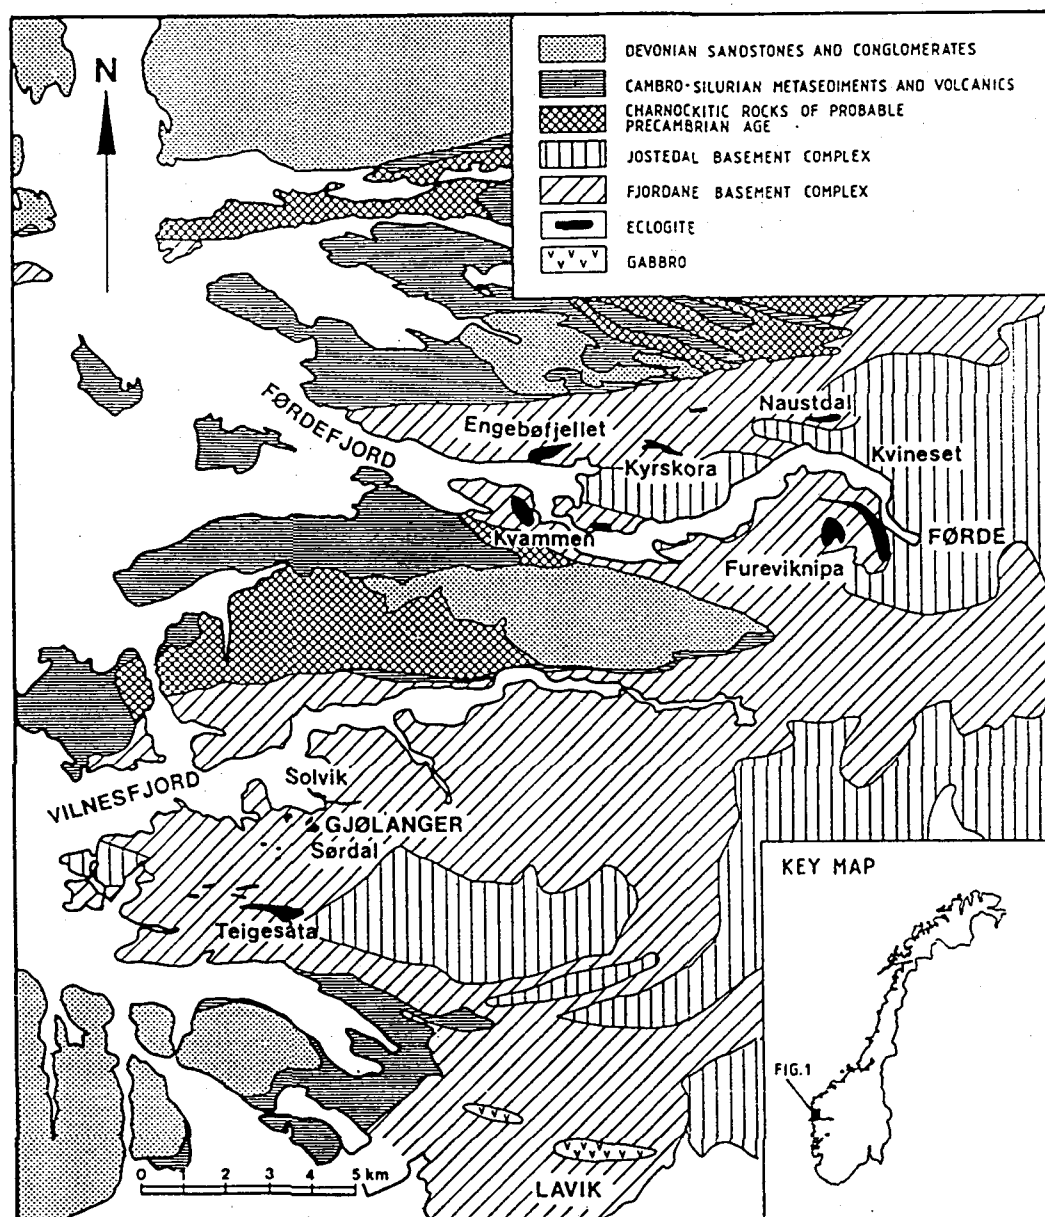 N
DEVONIAN SANDSTONES AND CONGLOMERATES
CAMBRO-SILURIAN METASEDIMENTS AND VOLCANICS
CHARNOCKITIC ROCKS OF PROBABLE
PRECAMBRIAN AGE
JOSTEDAL BASEMENT COMPLEX
FJORDANE BASEMENT COMPLEX
ECLOGITE
GABBRO
FØRDEFJORD
Engebøfjellet
Naustdal
Kyrskora
Kvineset
Kvammen
FØRDE
Fureviknipa
VILNESFJORD
Solvik
GJØLANGER
Sørdal
Teigesåta
KEY MAP
FIG.1
0 1 2 3 4 5 km
LAVIK